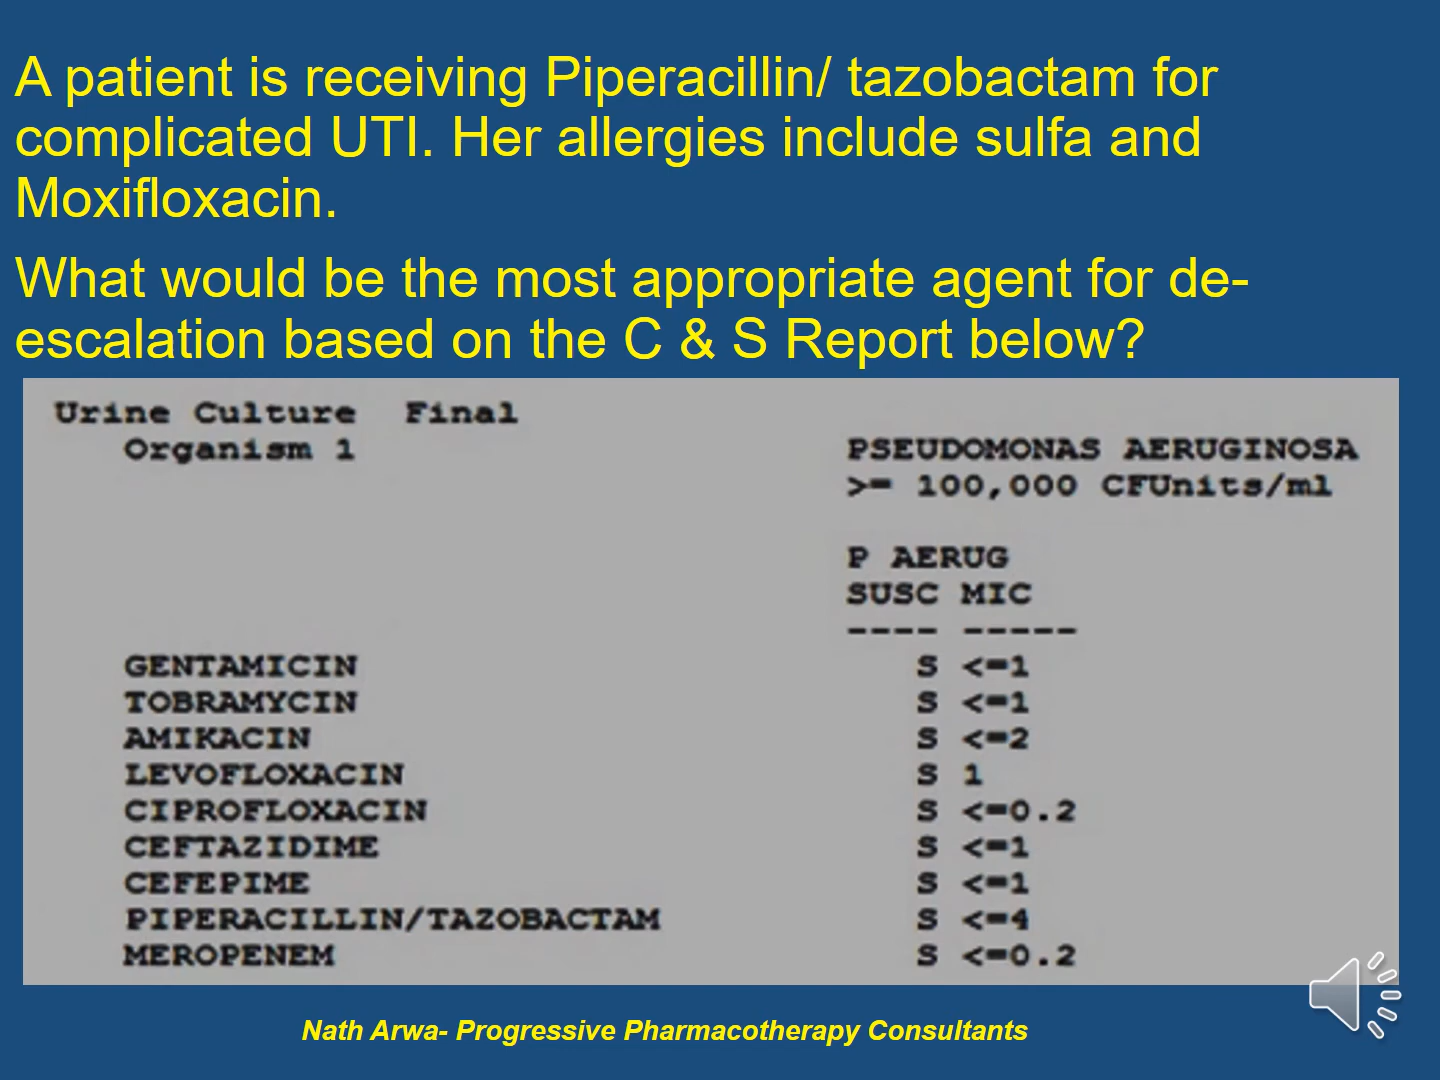 A patient is receiving Piperacillin/ tazobactam for
complicated UTI. Her allergies include sulfa and
Moxifloxacin.
What would be the most appropriate agent for de-
escalation based on the C & S Report below?
Urine Culture Final
Organism 1
PSEUDOMONAS AERUGINOSA
>= 100,000 CFUnits/ml
P AERUG
SUSC MIC
---- -----
GENTAMICIN S <=1
TOBRAMYCIN S <=1
AMIKACIN S <=2
LEVOFLOXACIN S 1
CIPROFLOXACIN S <=0.2
CEFTAZIDIME S <=1
CEFEPIME S <=1
PIPERACILLIN/TAZOBACTAM S <=4
MEROPENEM S <=0.2
Nath Arwa- Progressive Pharmacotherapy Consultants